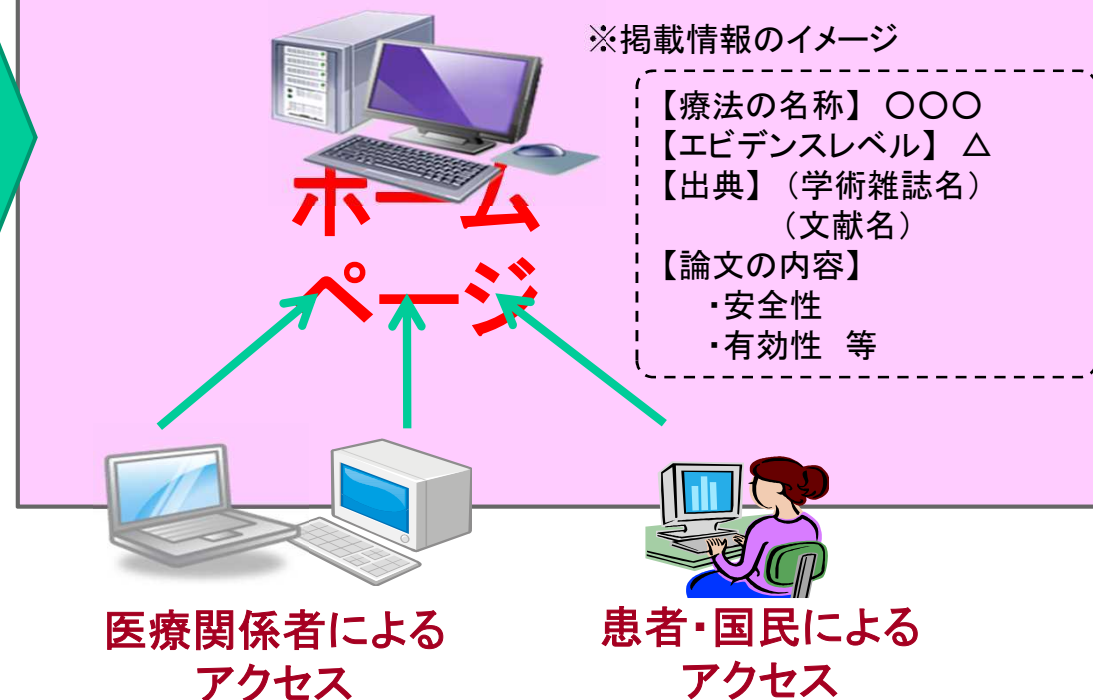 ※掲載情報のイメージ
【療法の名称】 〇〇〇
【エビデンスレベル】 △
【出典】（学術雑誌名）
（文献名）
【論文の内容】
・安全性
・有効性 等
ホーム
ページ
医療関係者による
アクセス
患者・国民による
アクセス